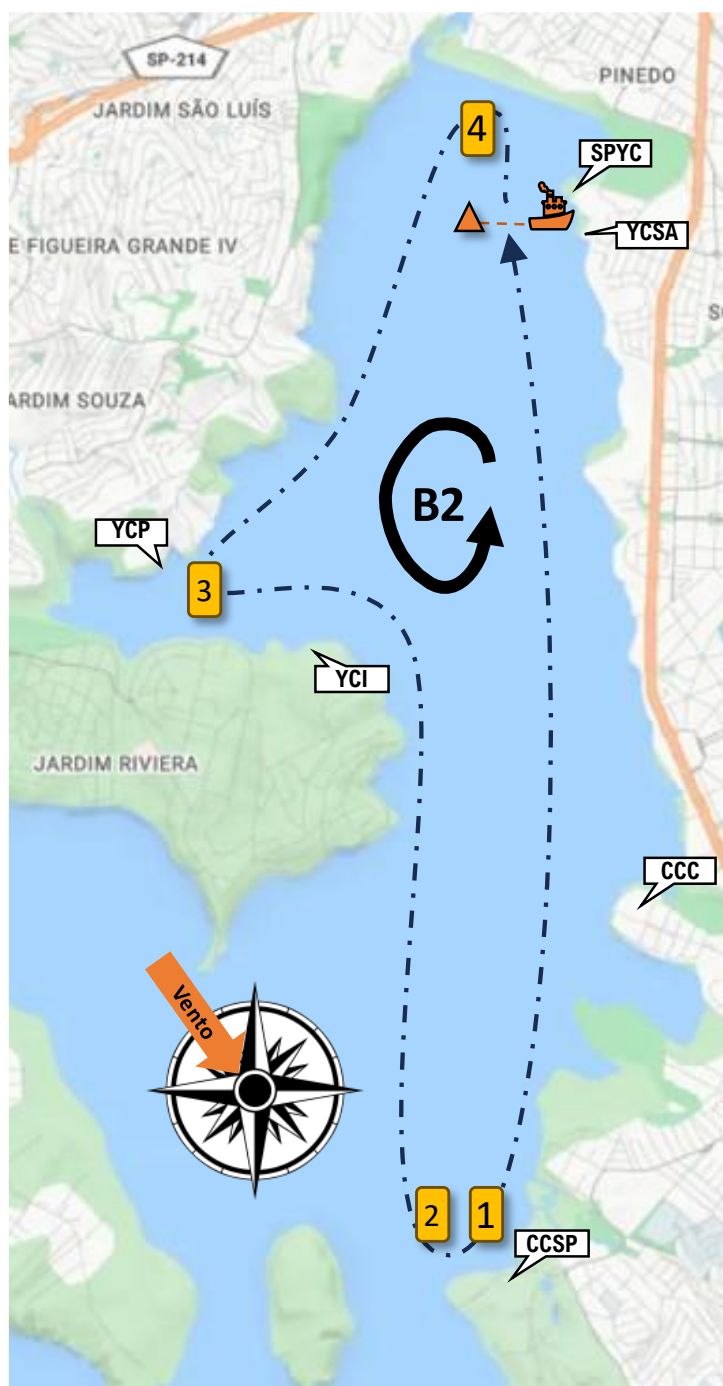 SP-214
PINEDO
JARDIM SÃO LUÍS
4
SPYC
YCSA
E FIGUEIRA GRANDE IV
S
ARDIM SOUZA
B2
YCP
3
YCI
JARDIM RIVIERA
CCC
Vento
2
1
CCSP